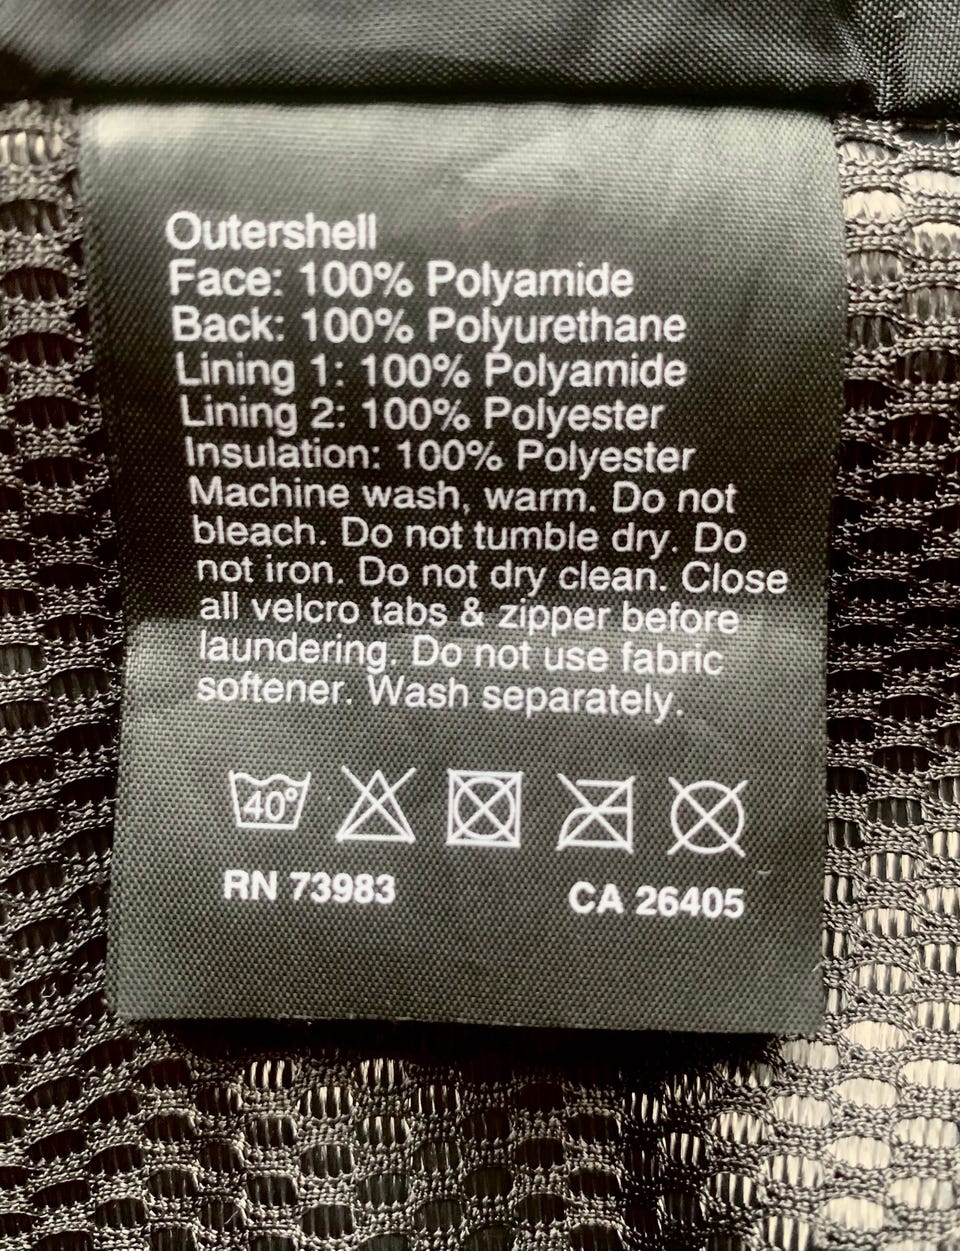 Outershell
Face: 100% Polyamide
Back: 100% Polyurethane
Lining 1: 100% Polyamide
Lining 2: 100% Polyester
Insulation: 100% Polyester
Machine wash, warm. Do not
bleach. Do not tumble dry. Do
not iron. Do not dry clean. Close
all velcro tabs & zipper before
laundering. Do not use fabric
softener. Wash separately.
40°
RN 73983 CA 26405